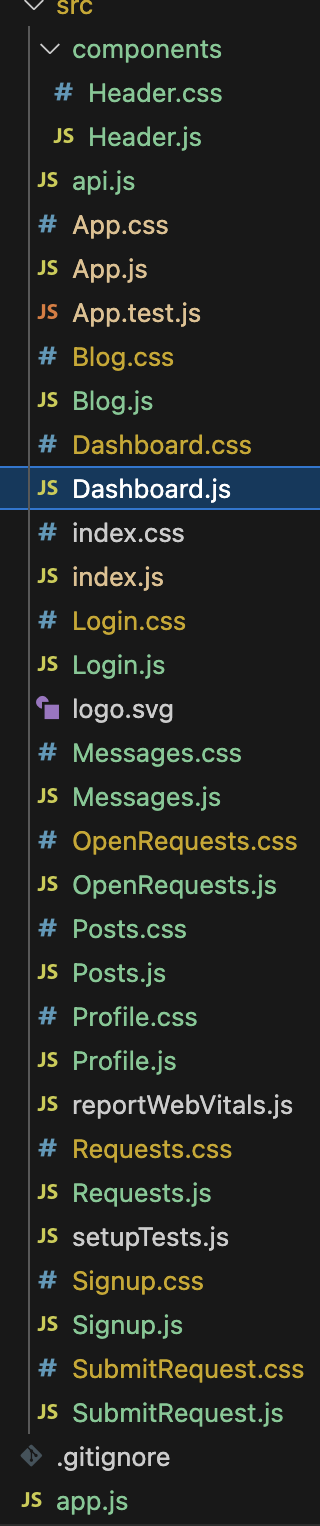 src
components
# Header.css
JS Header.js
JS api.js
# App.css
JS App.js
JS App.test.js
# Blog.css
JS Blog.js
# Dashboard.css
JS Dashboard.js
# index.css
JS index.js
# Login.css
JS Login.js
logo.svg
# Messages.css
JS Messages.js
# OpenRequests.css
JS OpenRequests.js
# Posts.css
JS Posts.js
# Profile.css
JS Profile.js
JS reportWebVitals.js
# Requests.css
JS Requests.js
JS setupTests.js
# Signup.css
JS Signup.js
# SubmitRequest.css
JS SubmitRequest.js
.gitignore
JS app.js